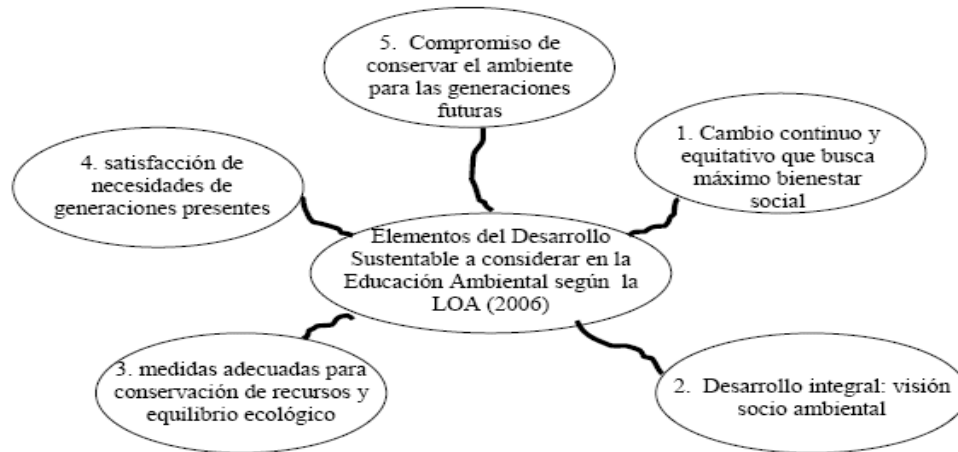 5. Compromiso de
conservar el ambiente
para las generaciones
futuras
1. Cambio continuo y
equitativo que busca
máximo bienestar
social
4. satisfacción de
necesidades de
generaciones presentes
Elementos del Desarrollo
Sustentable a considerar en la
Educación Ambiental según la
LOA (2006)
3. medidas adecuadas para
conservación de recursos y
equilibrio ecológico
2. Desarrollo integral: visión
socio ambiental